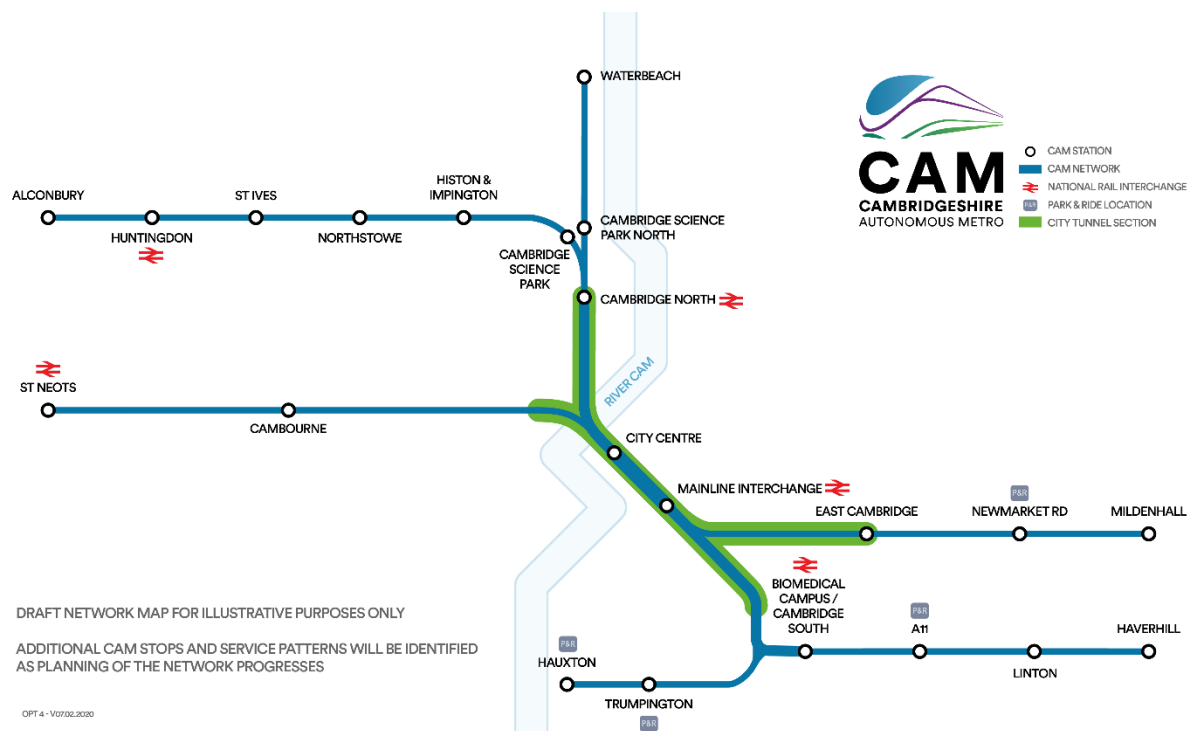 WATERBEACH
CAM
CAMBRIDGESHIRE
AUTONOMOUS METRO
CAM STATION
CAM NETWORK
NATIONAL RAIL INTERCHANGE
P&R PARK & RIDE LOCATION
CITY TUNNEL SECTION
ALCONBURY
HUNTINGDON
ST IVES
NORTHSTOWE
HISTON &
IMPINGTON
CAMBRIDGE SCIENCE
PARK NORTH
CAMBRIDGE
SCIENCE
PARK
CAMBRIDGE NORTH
RIVER CAM
ST NEOTS
CAMBOURNE
CITY CENTRE
MAINLINE INTERCHANGE
EAST CAMBRIDGE
P&R
NEWMARKET RD
MILDENHALL
BIOMEDICAL
CAMPUS /
CAMBRIDGE
SOUTH
P&R
A11
LINTON
HAVERHILL
P&R
HAUXTON
TRUMPINGTON
P&R
DRAFT NETWORK MAP FOR ILLUSTRATIVE PURPOSES ONLY
ADDITIONAL CAM STOPS AND SERVICE PATTERNS WILL BE IDENTIFIED
AS PLANNING OF THE NETWORK PROGRESSES
OPT 4 - V07.02.2020